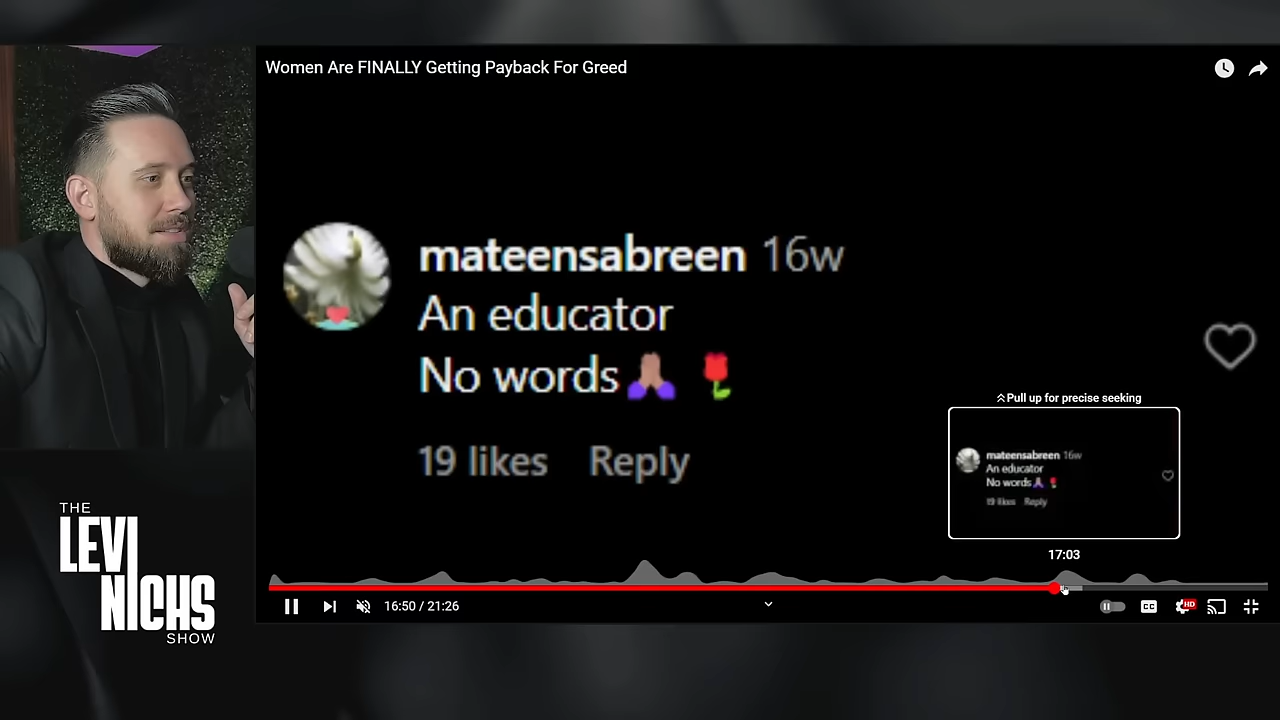 Women Are FINALLY Getting Payback For Greed
mateensabreen 16w
An educator
No words🙏🏽 🌹
19 likes Reply
Pull up for precise seeking
mateensabreen 16w
An educator
No words🙏🏽 🌹
19 likes Reply
17:03
16:50 / 21:26
CC
HD
THE
LEVI
NICHS
SHOW